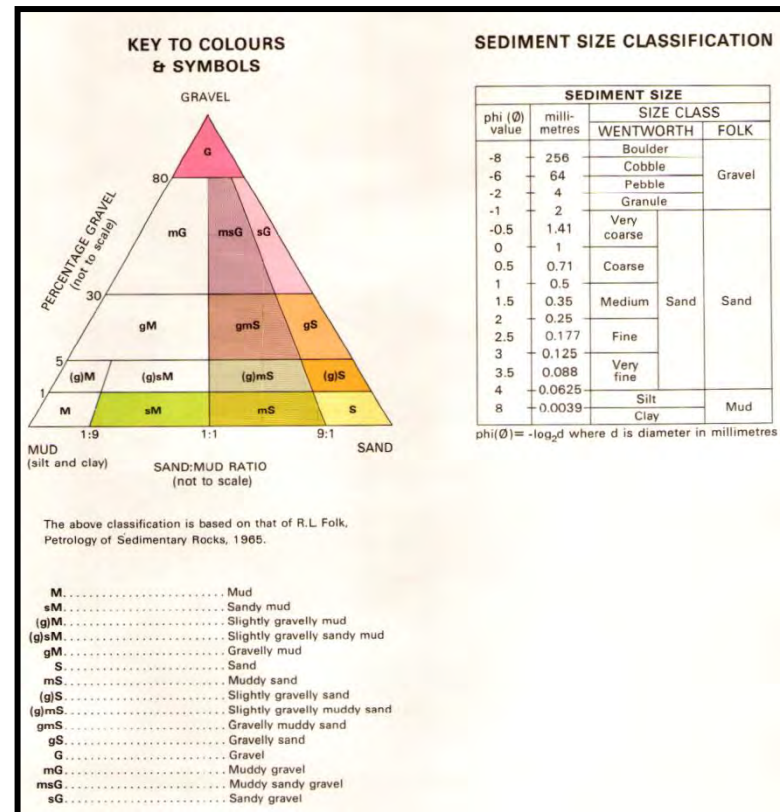 KEY TO COLOURS
& SYMBOLS
GRAVEL
G
80
PERCENTAGE GRAVEL
(not to scale)
mG
msG
sG
30
gM
gmS
gS
5
(g)M
(g)sM
(g)mS
(g)S
1
M
sM
mS
S
1:9
1:1
9:1
MUD
(silt and clay)
SAND
SAND:MUD RATIO
(not to scale)
The above classification is based on that of R.L. Folk,
Petrology of Sedimentary Rocks, 1965.
M........................ Mud
sM........................ Sandy mud
(g)M........................ Slightly gravelly mud
(g)sM........................ Slightly gravelly sandy mud
gM........................ Gravelly mud
S........................ Sand
mS........................ Muddy sand
(g)S........................ Slightly gravelly sand
(g)mS........................ Slightly gravelly muddy sand
gmS........................ Gravelly muddy sand
gS........................ Gravelly sand
G........................ Gravel
mG........................ Muddy gravel
msG........................ Muddy sandy gravel
sG........................ Sandy gravel
SEDIMENT SIZE CLASSIFICATION
SEDIMENT SIZE
phi (Ø) value
milli-metres
SIZE CLASS
WENTWORTH
FOLK
Boulder
-8 256
Cobble
-6 64
Gravel
Pebble
-2 4
Granule
-1 2
-0.5 1.41 Very coarse
0 1
0.5 0.71 Coarse
1 0.5
1.5 0.35 Medium Sand Sand
2 0.25
2.5 0.177 Fine
3 0.125
3.5 0.088 Very fine
4 0.0625
Silt
8 0.0039 Mud
Clay
phi(Ø)= -log₂d where d is diameter in millimetres